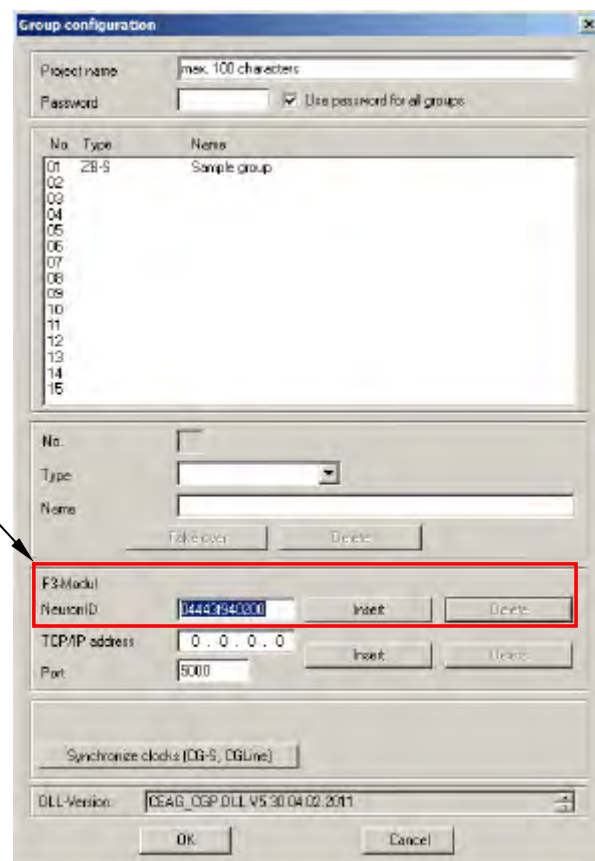 Group configuration
Project name max. 100 characters
Password Use password for all groups
No. Type Name
01 ZB-S Sample group
02
03
04
05
06
07
08
09
10
11
12
13
14
15
No.
Type
Name
Take over Delete
F3-Modul
NeuronID Insert Delete
TCP/IP address 0 . 0 . 0 . 0 Insert Delete
Port 5000
Synchronize clocks (CG-S, CGLine)
DLL-Version: CEAG_CGP.DLL V5.30 04.02.2011
OK Cancel